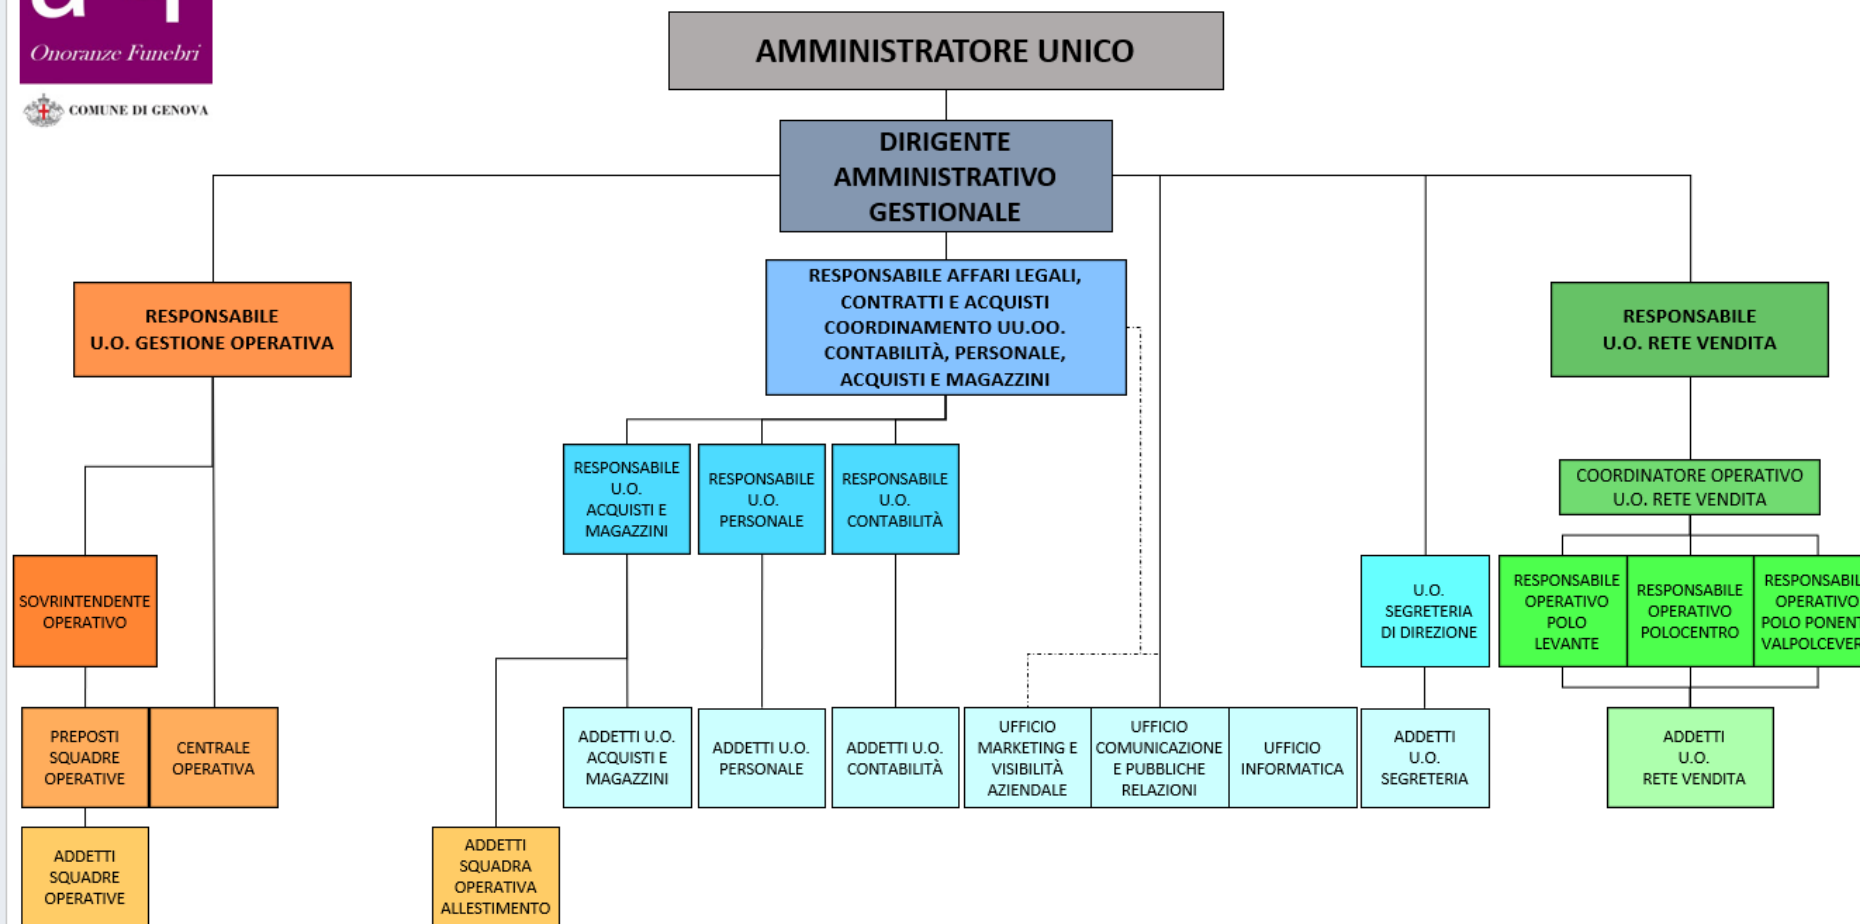 Onoranze Funebri
COMUNE DI GENOVA
AMMINISTRATORE UNICO
DIRIGENTE
AMMINISTRATIVO
GESTIONALE
RESPONSABILE
U.O. GESTIONE OPERATIVA
RESPONSABILE AFFARI LEGALI,
CONTRATTI E ACQUISTI
COORDINAMENTO UU.OO.
CONTABILITÀ, PERSONALE,
ACQUISTI E MAGAZZINI
RESPONSABILE
U.O. RETE VENDITA
RESPONSABILE
U.O.
ACQUISTI E
MAGAZZINI
RESPONSABILE
U.O.
PERSONALE
RESPONSABILE
U.O.
CONTABILITÀ
COORDINATORE OPERATIVO
U.O. RETE VENDITA
SOVRINTENDENTE
OPERATIVO
U.O.
SEGRETERIA
DI DIREZIONE
RESPONSABILE
OPERATIVO
POLO
LEVANTE
RESPONSABILE
OPERATIVO
POLOCENTRO
OPERATIVO
POLO
PREPOSTI
SQUADRE
OPERATIVE
CENTRALE
OPERATIVA
ADDETTI U.O.
ACQUISTI E
MAGAZZINI
ADDETTI U.O.
PERSONALE
ADDETTI U.O.
CONTABILITÀ
UFFICIO
MARKETING E
VISIBILITÀ
AZIENDALE
UFFICIO
COMUNICAZIONE
E PUBBLICHE
RELAZIONI
UFFICIO
INFORMATICA
ADDETTI
U.O.
SEGRETERIA
ADDETTI
U.O.
RETE VENDITA
ADDETTI
SQUADRE
OPERATIVE
ADDETTI
SQUADRA
OPERATIVA
ALLESTIMENTO